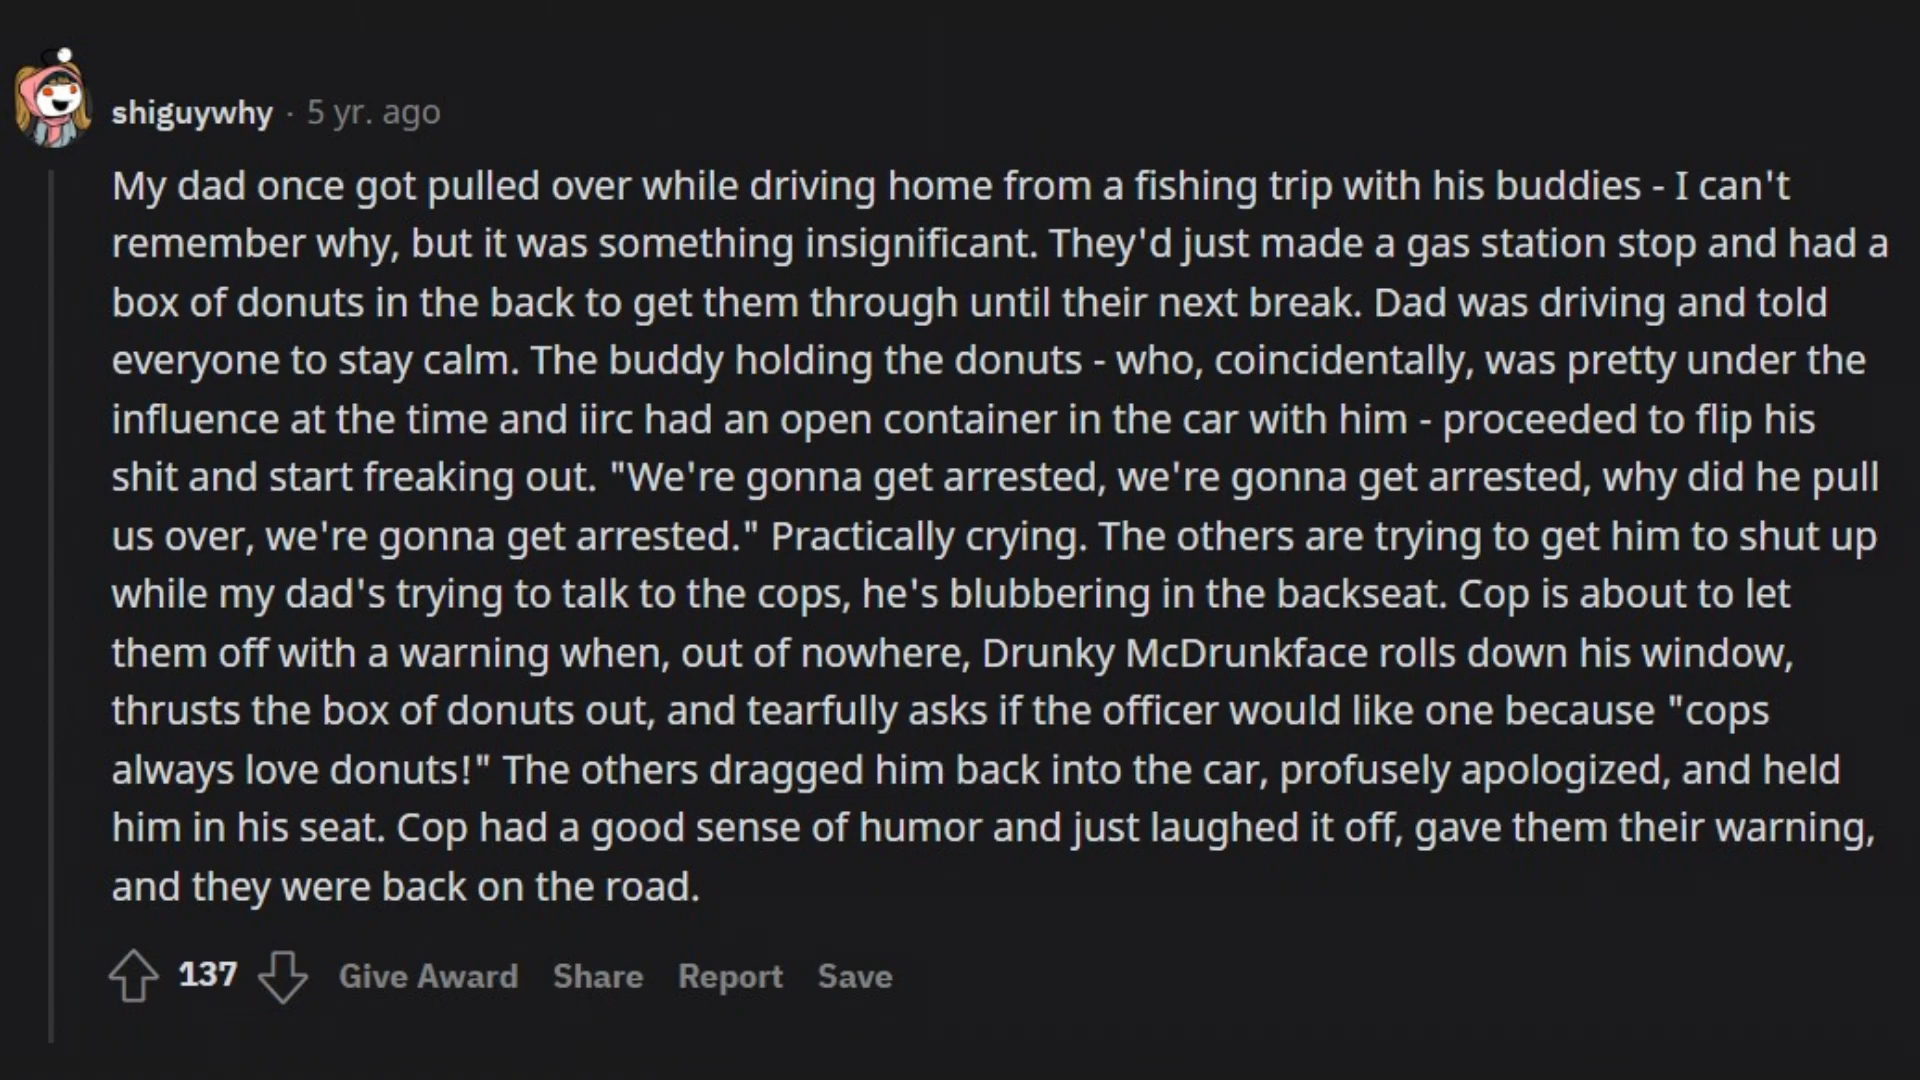 shiguywhy · 5 yr. ago
My dad once got pulled over while driving home from a fishing trip with his buddies - I can't
remember why, but it was something insignificant. They'd just made a gas station stop and had a
box of donuts in the back to get them through until their next break. Dad was driving and told
everyone to stay calm. The buddy holding the donuts - who, coincidentally, was pretty under the
influence at the time and iirc had an open container in the car with him - proceeded to flip his
shit and start freaking out. "We're gonna get arrested, we're gonna get arrested, why did he pull
us over, we're gonna get arrested." Practically crying. The others are trying to get him to shut up
while my dad's trying to talk to the cops, he's blubbering in the backseat. Cop is about to let
them off with a warning when, out of nowhere, Drunky McDrunkface rolls down his window,
thrusts the box of donuts out, and tearfully asks if the officer would like one because "cops
always love donuts!" The others dragged him back into the car, profusely apologized, and held
him in his seat. Cop had a good sense of humor and just laughed it off, gave them their warning,
and they were back on the road.
137 Give Award Share Report Save